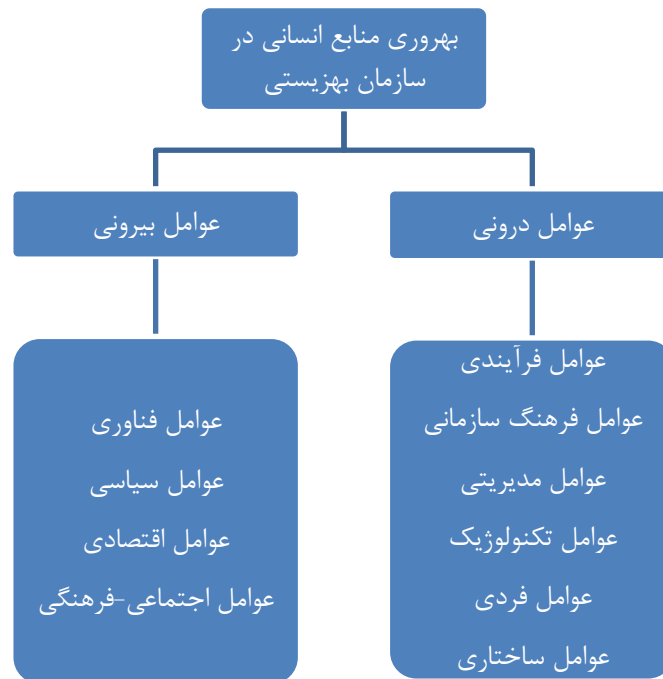 بهروری منابع انسانی در
سازمان بهزیستی
عوامل درونی
عوامل بیرونی
عوامل فرآیندی
عوامل فرهنگ سازمانی
عوامل مدیریتی
عوامل تکنولوژیک
عوامل فردی
عوامل ساختاری
عوامل فناوری
عوامل سیاسی
عوامل اقتصادی
عوامل اجتماعی-فرهنگی